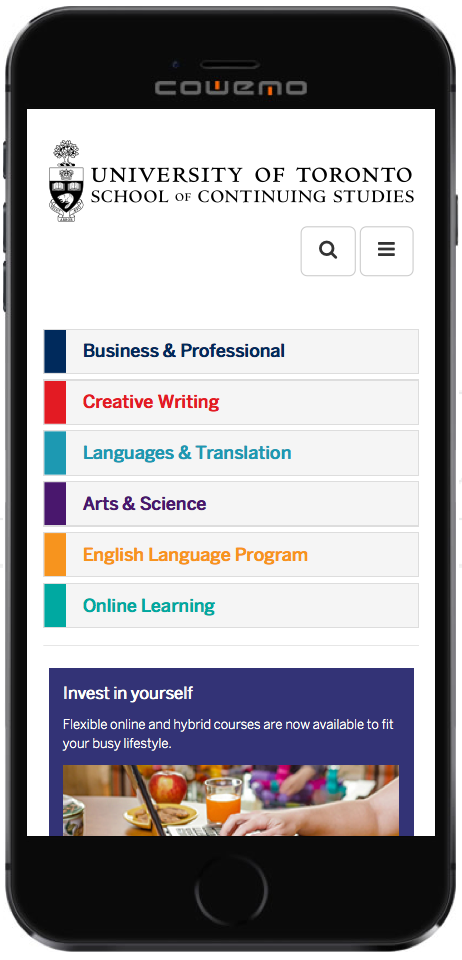 cowemo
UNIVERSITY OF TORONTO
SCHOOL OF CONTINUING STUDIES
Business & Professional
Creative Writing
Languages & Translation
Arts & Science
English Language Program
Online Learning
Invest in yourself
Flexible online and hybrid courses are now available to fit
your busy lifestyle.